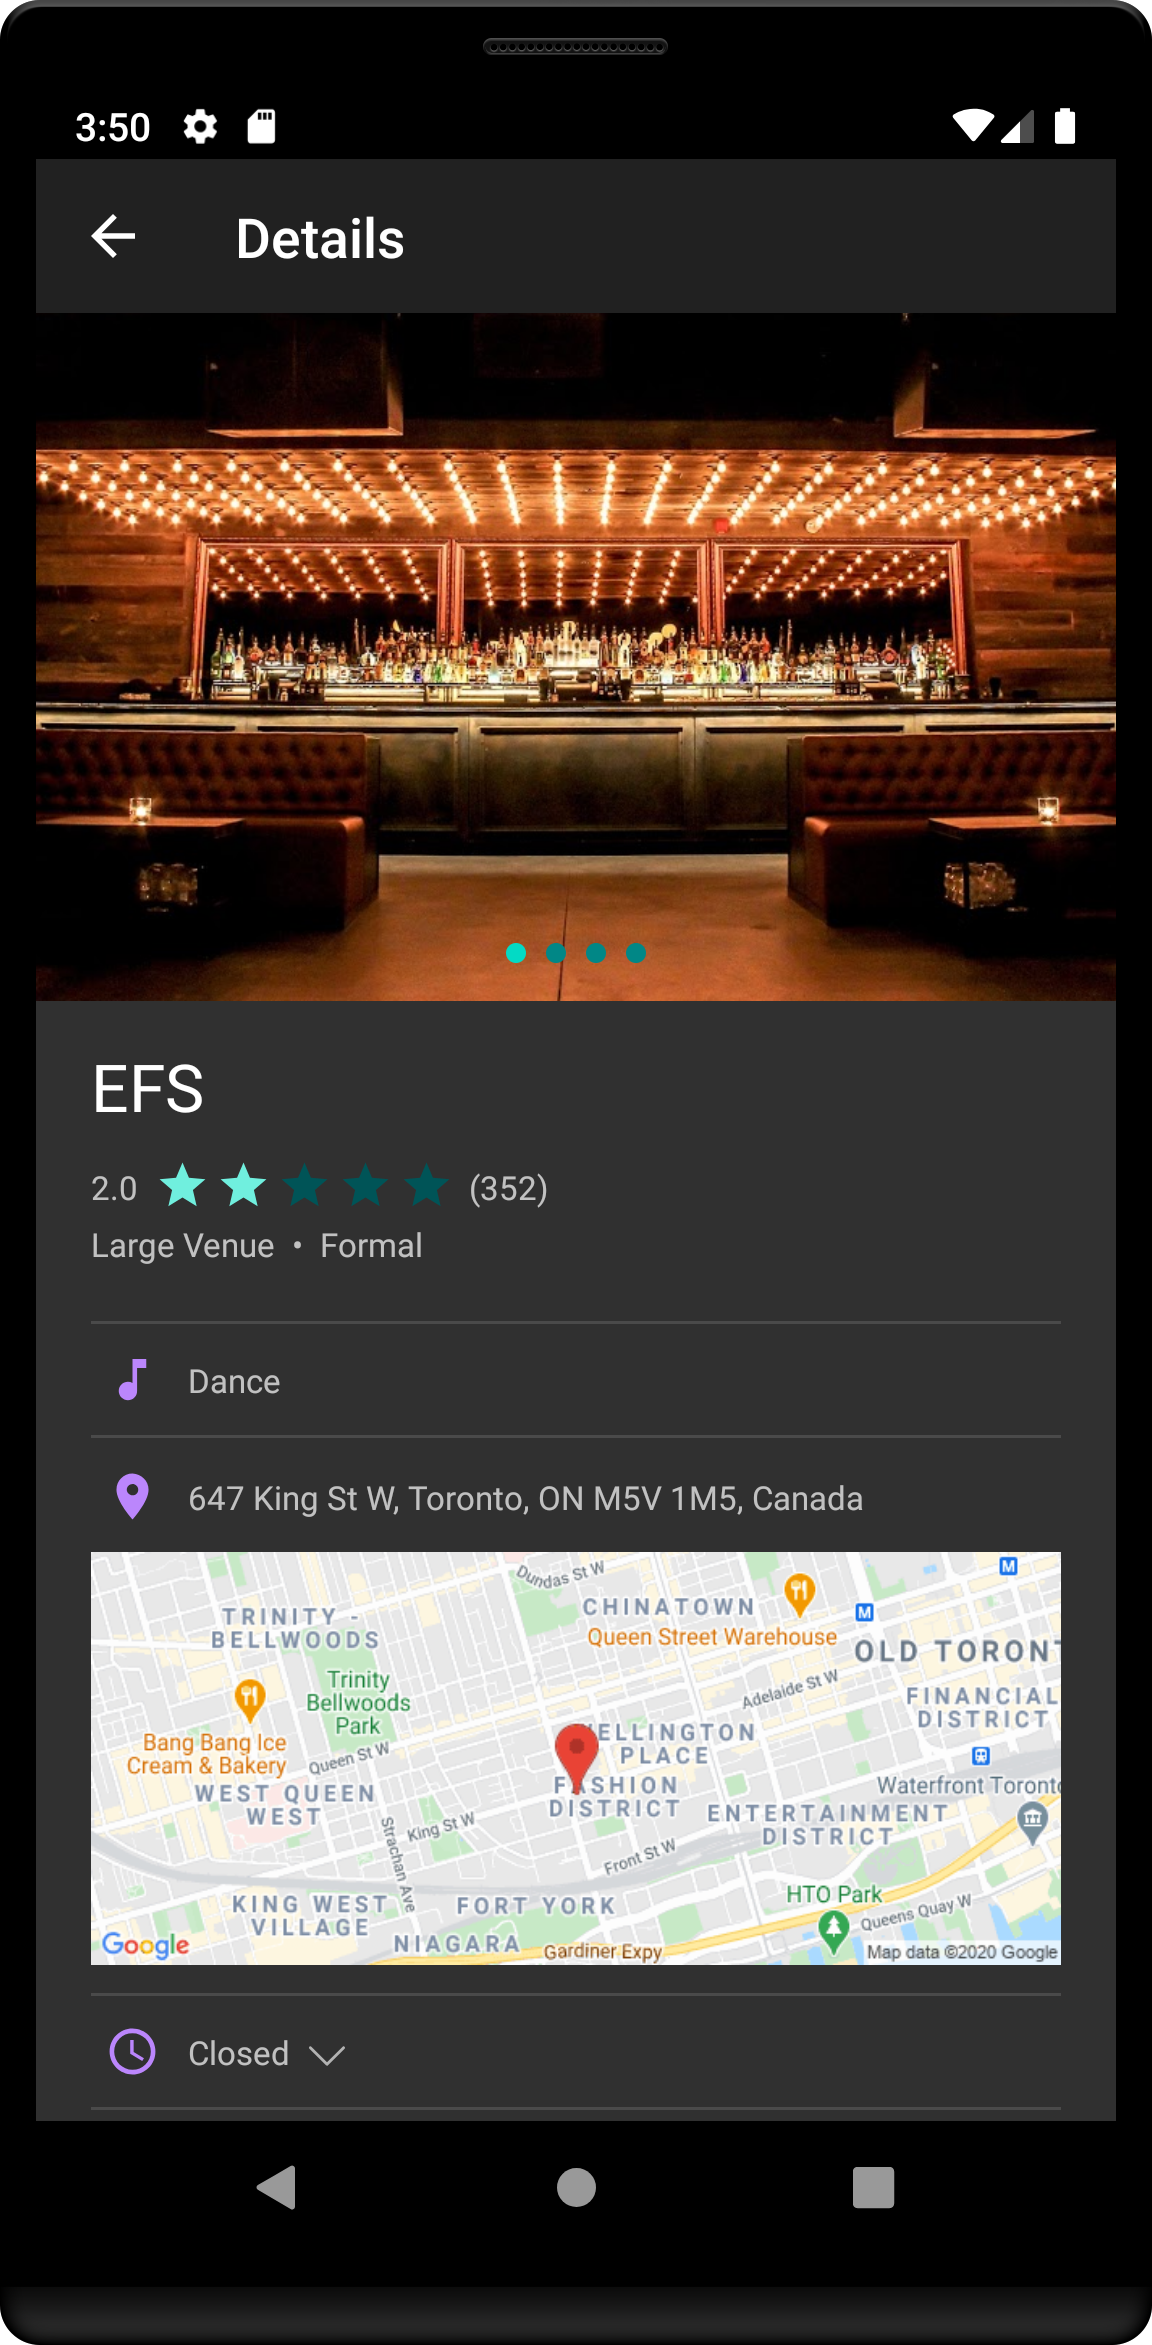 3:50
Details
EFS
2.0 (352)
Large Venue • Formal
Dance
647 King St W, Toronto, ON M5V 1M5, Canada
Dundas St W
M
CHINATOWN
M
TRINITY -
BELLWOODS
Queen Street Warehouse
OLD TORONT
Trinity
Bellwoods
Park
Adelaide St W
FINANCIAL
DISTRICT
Bang Bang Ice
Cream & Bakery
Queen St W
ELLINGTON
PLACE
WEST QUEEN
WEST
FASHION
DISTRICT
Waterfront Toronto
ENTERTAINMENT
DISTRICT
King St W
Strachan Ave
Front St W
KING WEST
VILLAGE
FORT YORK
HTO Park
Queens Quay W
NIAGARA
Gardiner Expy
Google
Map data ©2020 Google
Closed